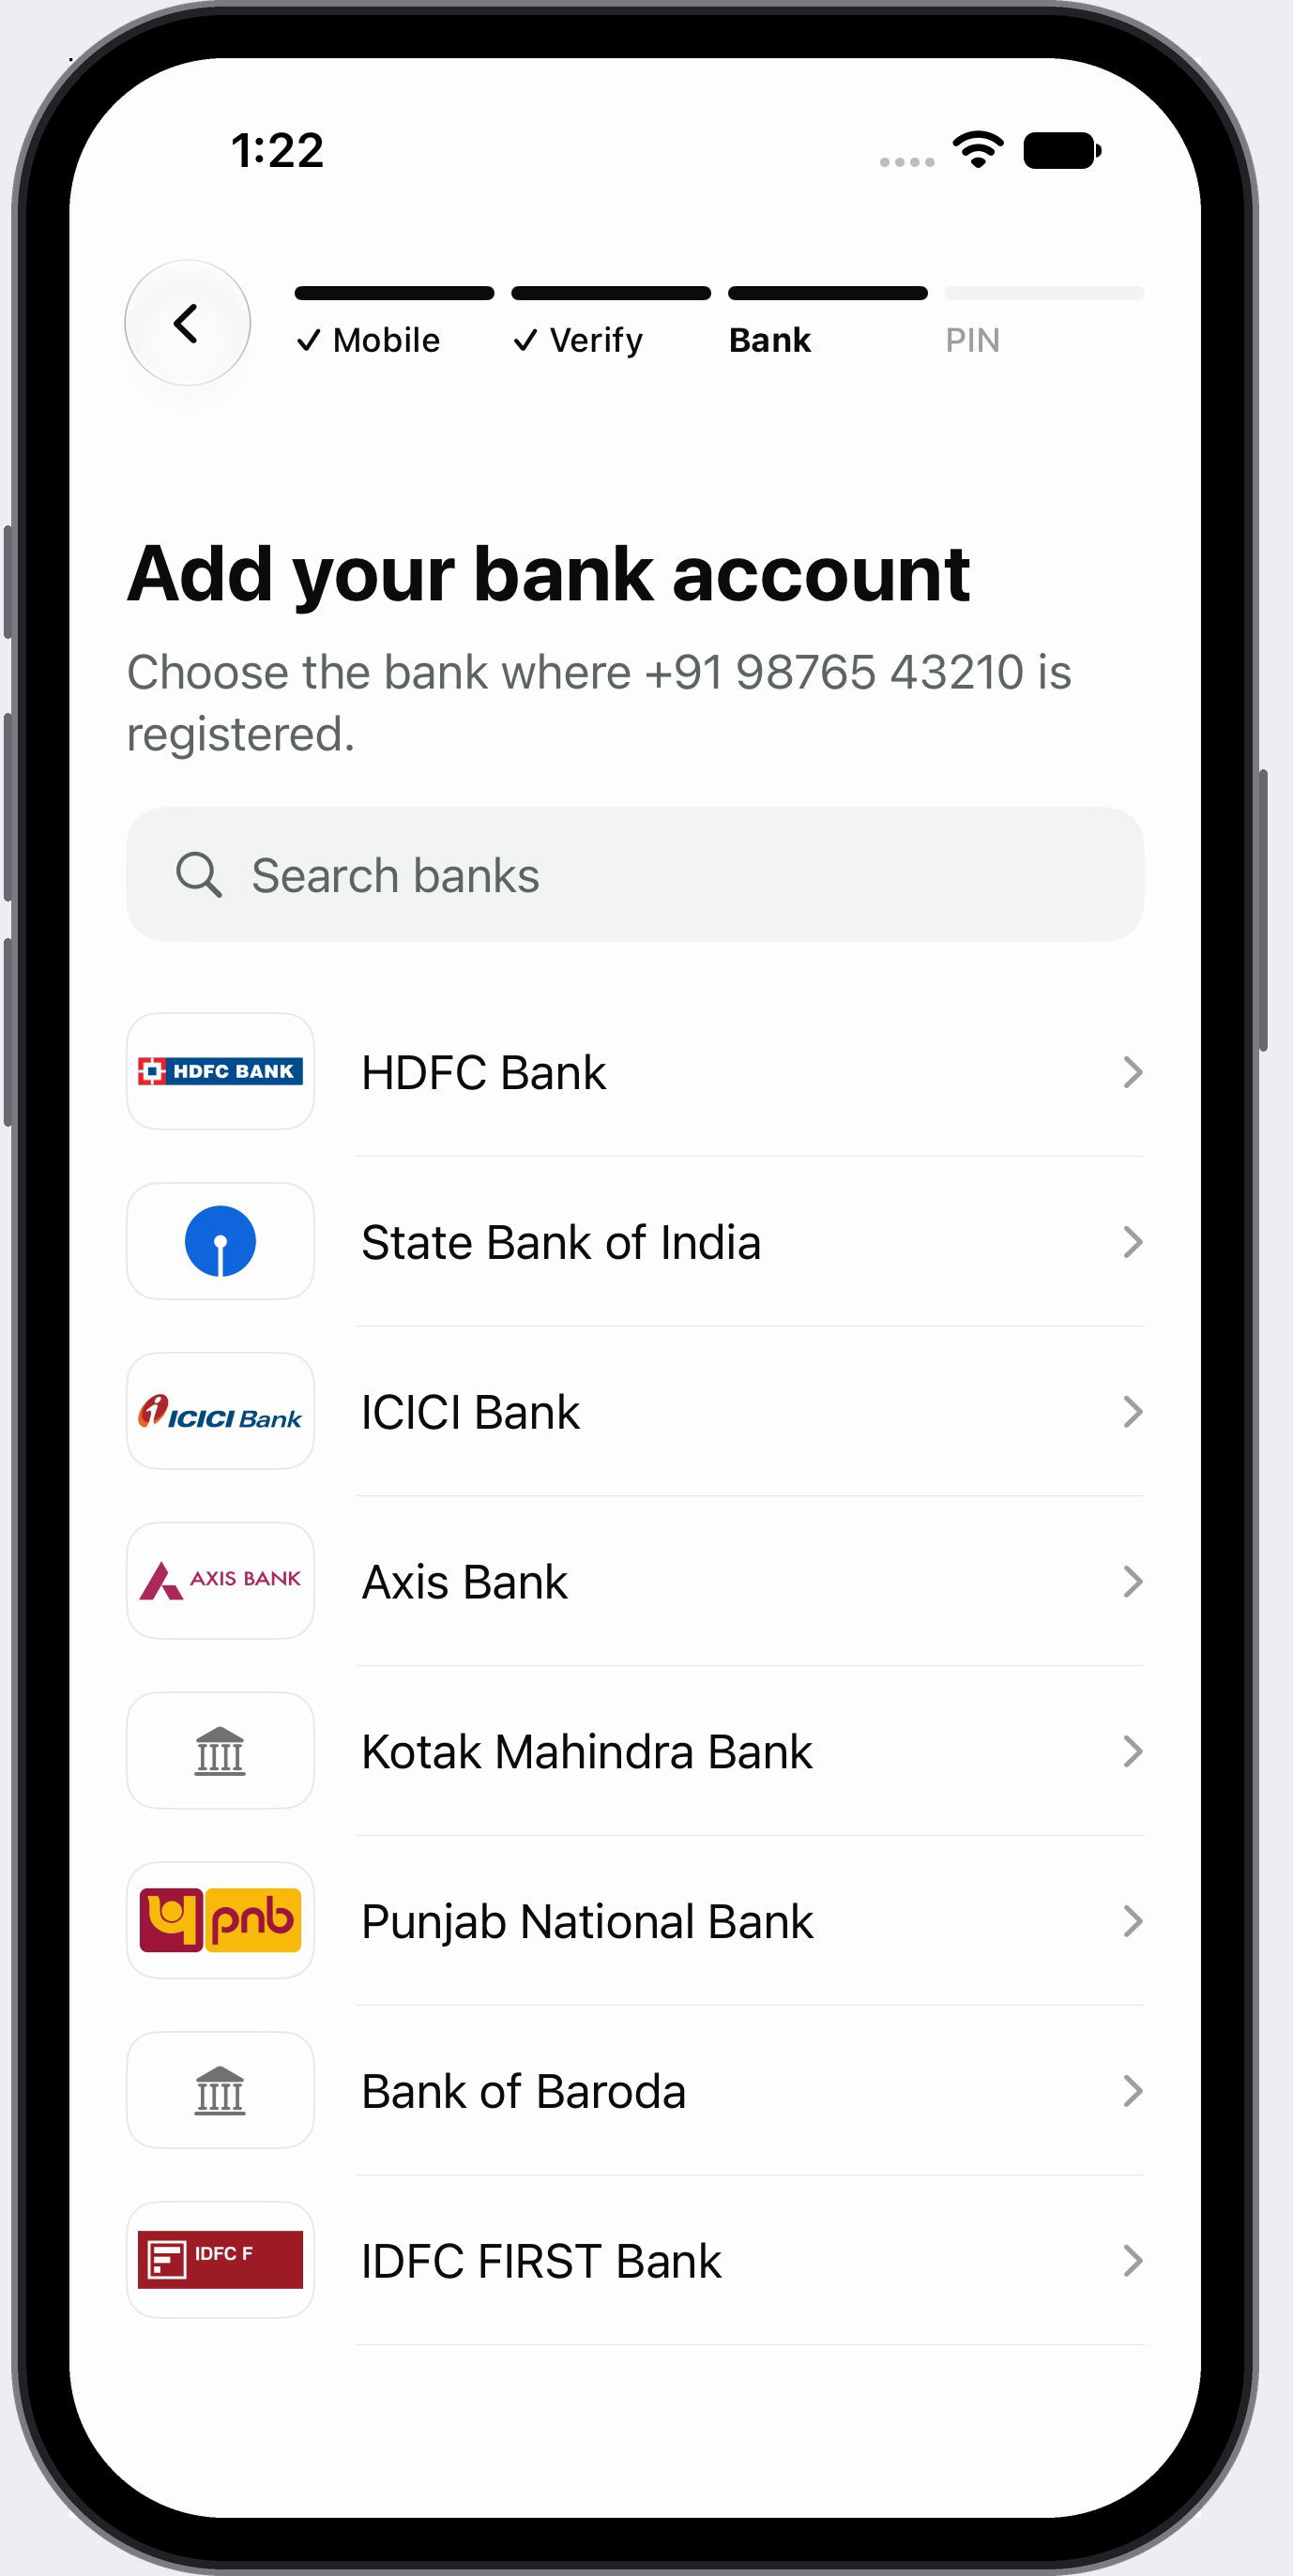 1:22
✓ Mobile ✓ Verify Bank PIN
Add your bank account
Choose the bank where +91 98765 43210 is
registered.
Search banks
HDFC BANK HDFC Bank
State Bank of India
ICICI Bank ICICI Bank
AXIS BANK Axis Bank
Kotak Mahindra Bank
pnb Punjab National Bank
Bank of Baroda
IDFC F IDFC FIRST Bank